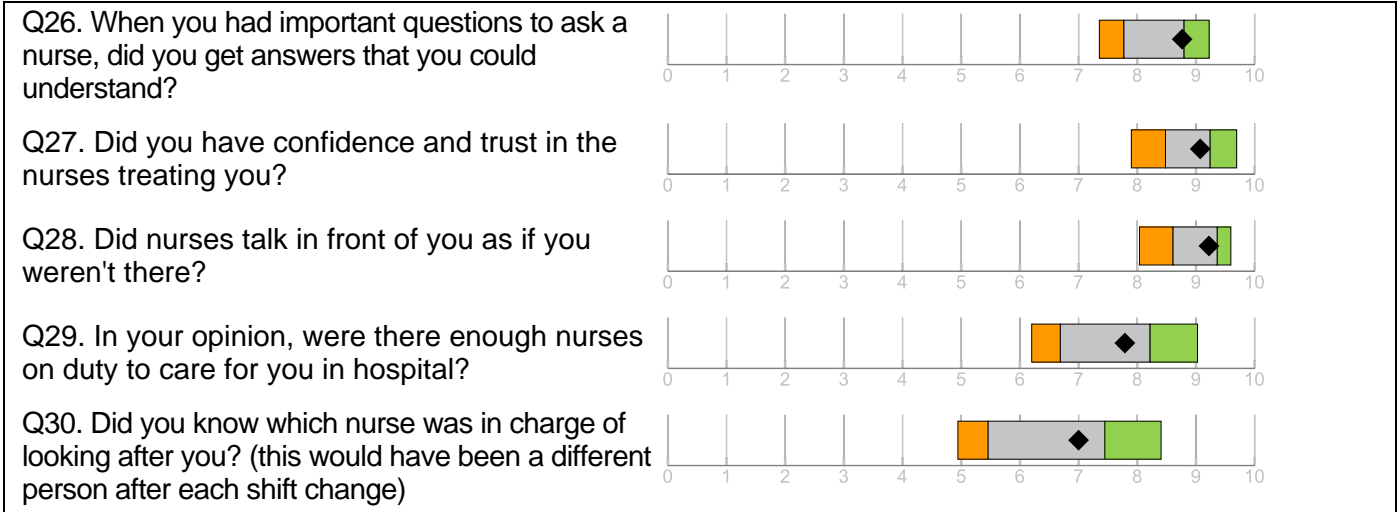 Q26. When you had important questions to ask a
nurse, did you get answers that you could
understand?
0 1 2 3 4 5 6 7 8 9 10
Q27. Did you have confidence and trust in the
nurses treating you?
0 1 2 3 4 5 6 7 8 9 10
Q28. Did nurses talk in front of you as if you
weren't there?
0 1 2 3 4 5 6 7 8 9 10
Q29. In your opinion, were there enough nurses
on duty to care for you in hospital?
0 1 2 3 4 5 6 7 8 9 10
Q30. Did you know which nurse was in charge of
looking after you? (this would have been a different
person after each shift change)
0 1 2 3 4 5 6 7 8 9 10